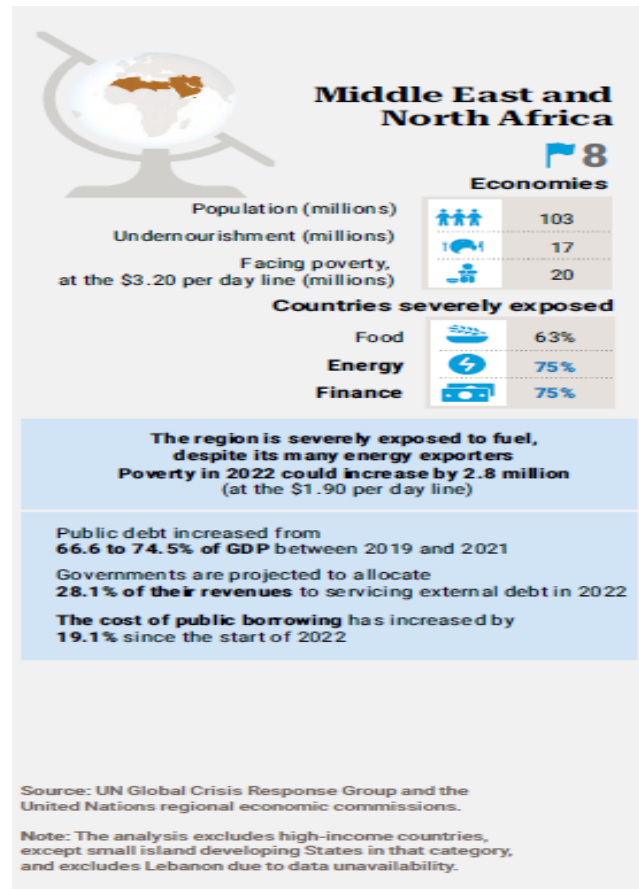 Middle East and
North Africa
8
Economies
Population (millions) 103
Undernourishment (millions) 17
Facing poverty,
at the $3.20 per day line (millions) 20
Countries severely exposed
Food 63%
Energy 75%
Finance 75%
The region is severely exposed to fuel,
despite its many energy exporters
Poverty in 2022 could increase by 2.8 million
(at the $1.90 per day line)
Public debt increased from
66.6 to 74.5% of GDP between 2019 and 2021
Governments are projected to allocate
28.1% of their revenues to servicing external debt in 2022
The cost of public borrowing has increased by
19.1% since the start of 2022
Source: UN Global Crisis Response Group and the
United Nations regional economic commissions.
Note: The analysis excludes high-income countries,
except small island developing States in that category,
and excludes Lebanon due to data unavailability.